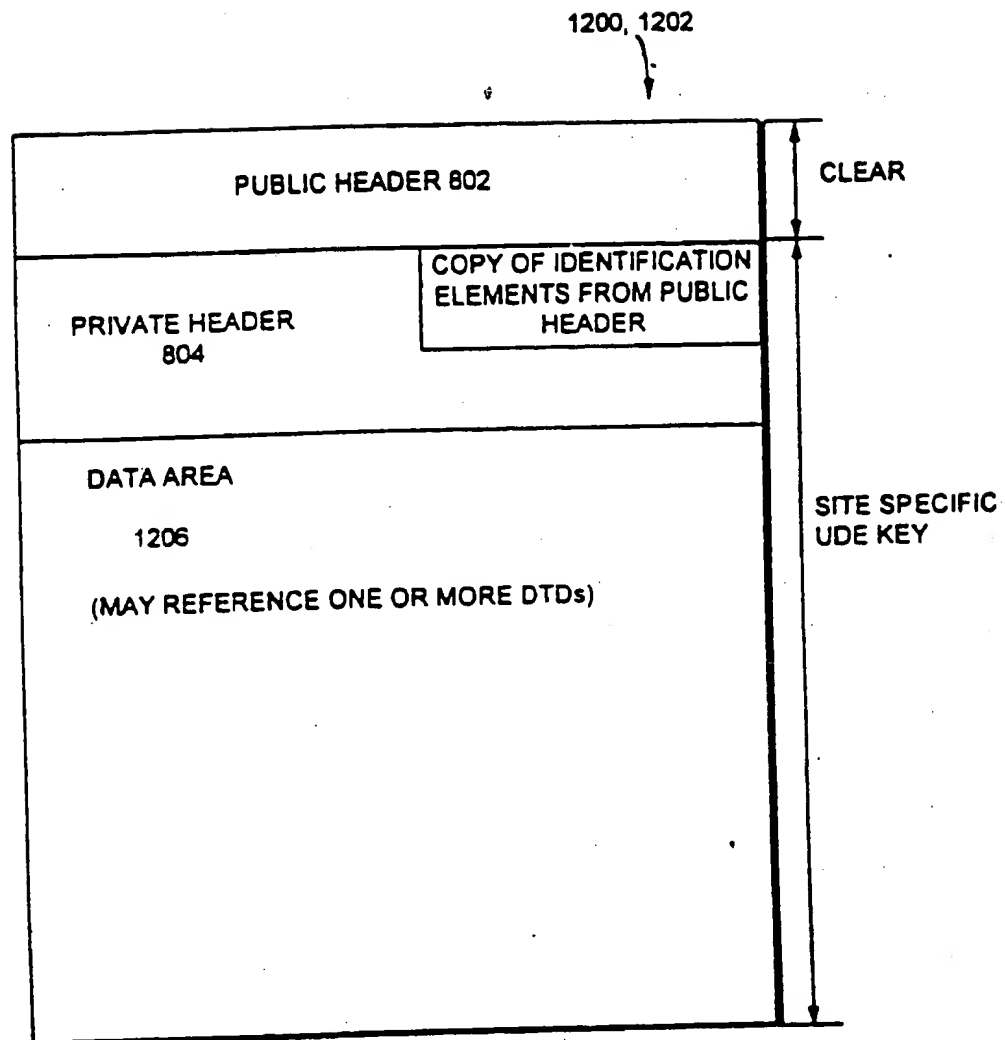 1200, 1202
PUBLIC HEADER 802
CLEAR
COPY OF IDENTIFICATION
ELEMENTS FROM PUBLIC
HEADER
PRIVATE HEADER
804
DATA AREA
1206
(MAY REFERENCE ONE OR MORE DTDs)
SITE SPECIFIC
UDE KEY